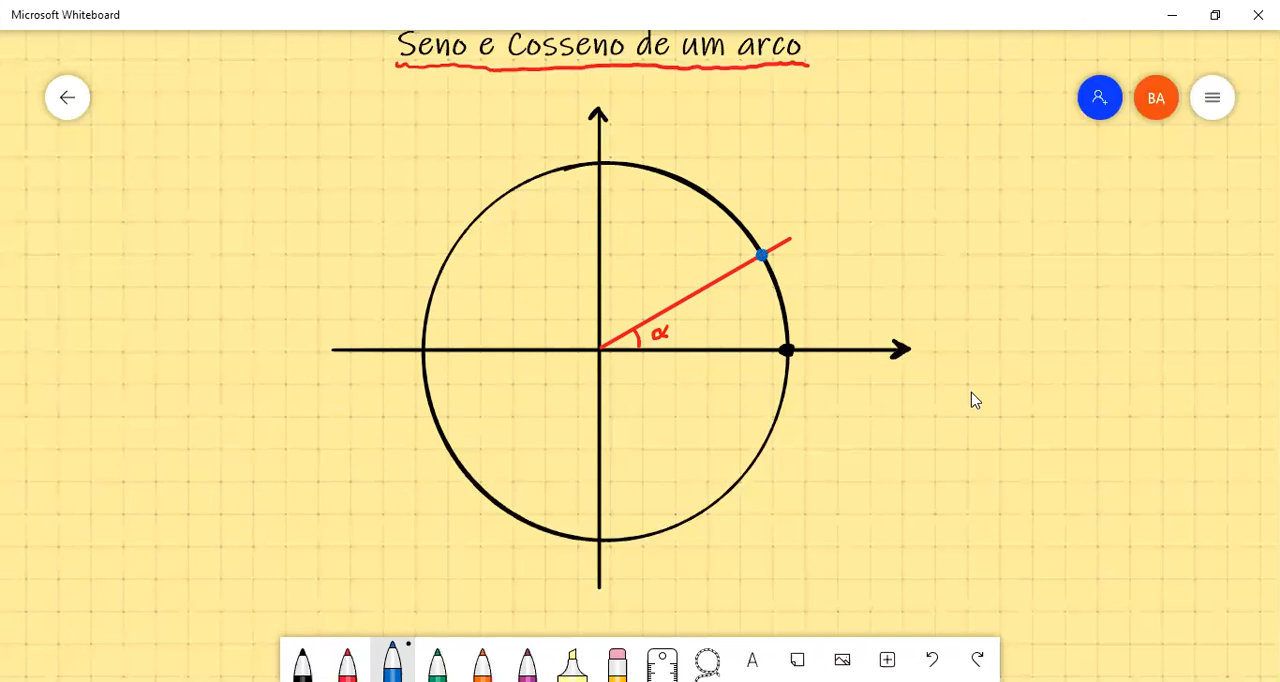 Microsoft Whiteboard
Seno e Cosseno de um arco
BA
α
A